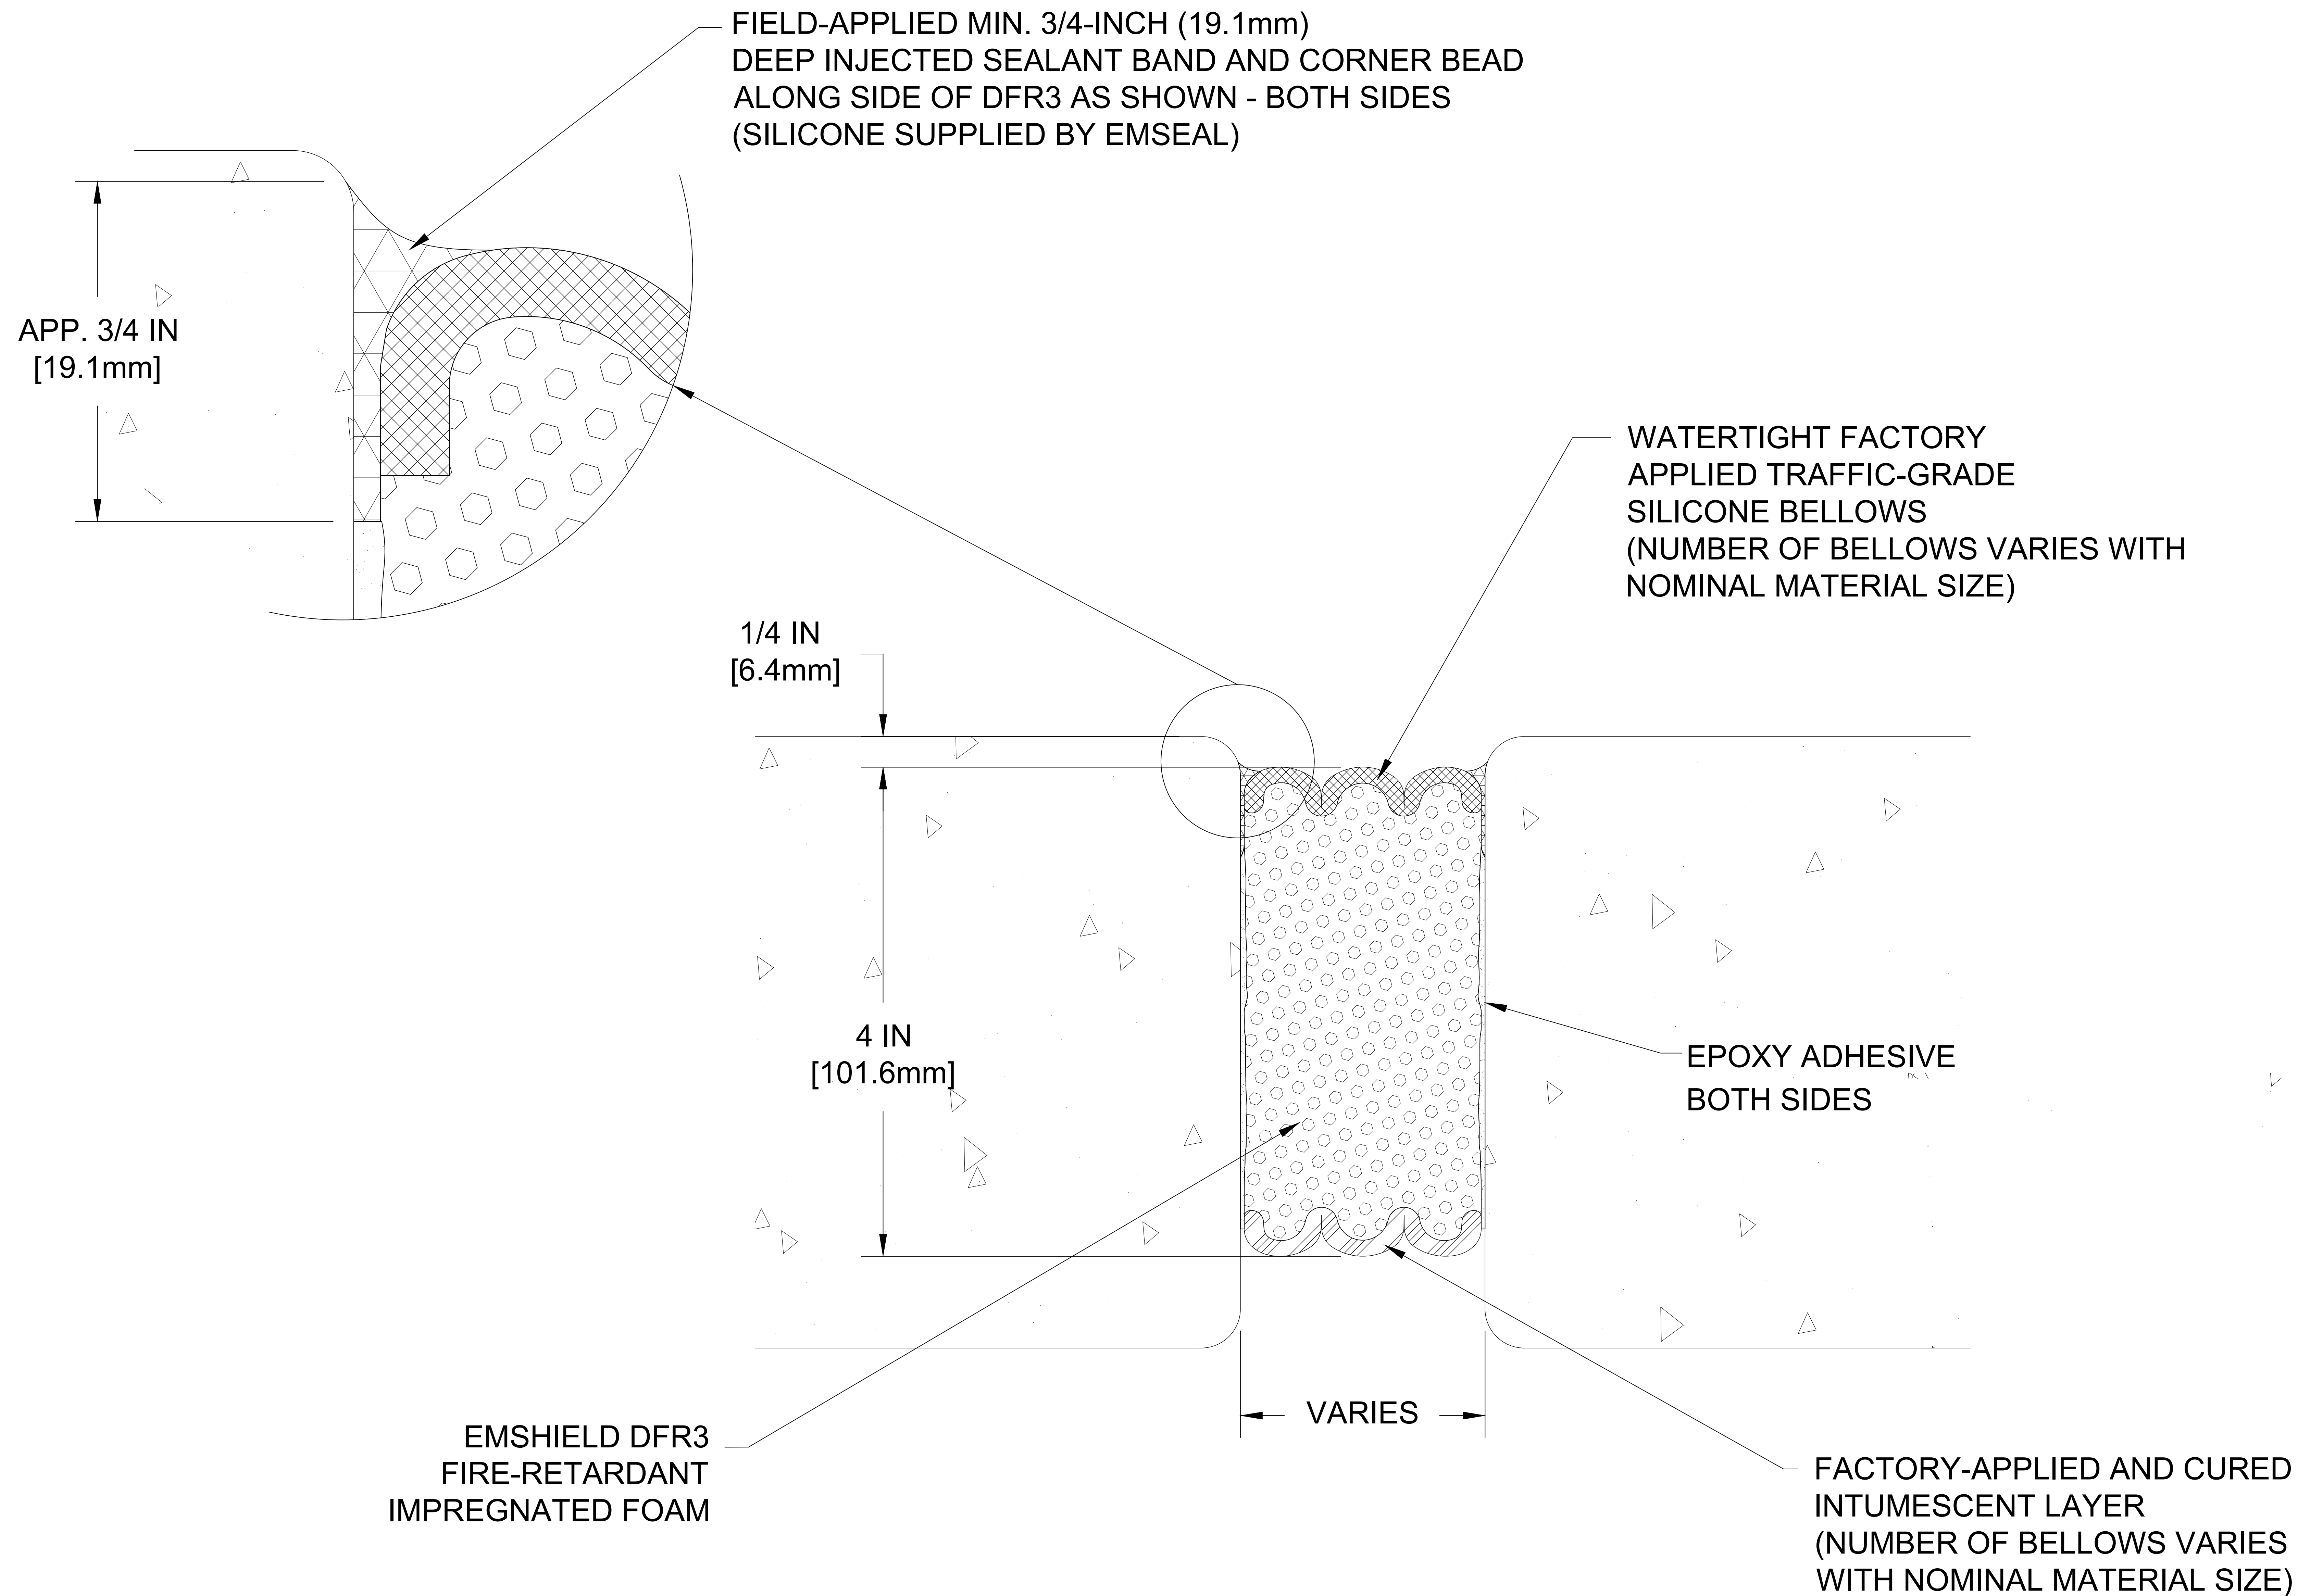 FIELD-APPLIED MIN. 3/4-INCH (19.1mm)
DEEP INJECTED SEALANT BAND AND CORNER BEAD
ALONG SIDE OF DFR3 AS SHOWN - BOTH SIDES
(SILICONE SUPPLIED BY EMSEAL)
APP. 3/4 IN
[19.1mm]
WATERTIGHT FACTORY
APPLIED TRAFFIC-GRADE
SILICONE BELLOWS
(NUMBER OF BELLOWS VARIES WITH
NOMINAL MATERIAL SIZE)
1/4 IN
[6.4mm]
4 IN
[101.6mm]
EPOXY ADHESIVE
BOTH SIDES
VARIES
EMSHIELD DFR3
FIRE-RETARDANT
IMPREGNATED FOAM
FACTORY-APPLIED AND CURED
INTUMESCENT LAYER
(NUMBER OF BELLOWS VARIES
WITH NOMINAL MATERIAL SIZE)